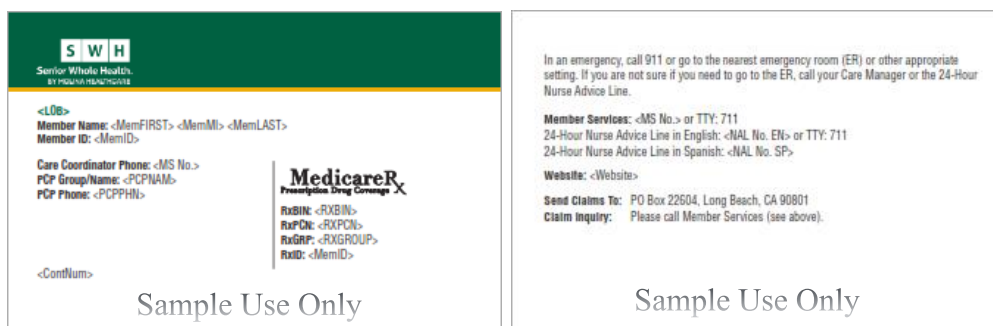 S W H
Senior Whole Health.
BY MOLINA HEALTHCARE
<LOB>
Member Name: <MemFIRST> <MemMI> <MemLAST>
Member ID: <MemID>
Care Coordinator Phone: <MS No.>
PCP Group/Name: <PCPNAM>
PCP Phone: <PCPPHN>
MedicareRx
Prescription Drug Coverage
RxBIN: <RXBIN>
RxPCN: <RXPCN>
RxGRP: <RXGROUP>
RxID: <MemID>
<ContNum>
Sample Use Only
In an emergency, call 911 or go to the nearest emergency room (ER) or other appropriate
setting. If you are not sure if you need to go to the ER, call your Care Manager or the 24-Hour
Nurse Advice Line.
Member Services: <MS No.> or TTY: 711
24-Hour Nurse Advice Line in English: <NAL No. EN> or TTY: 711
24-Hour Nurse Advice Line in Spanish: <NAL No. SP>
Website: <Website>
Send Claims To: PO Box 22604, Long Beach, CA 90801
Claim Inquiry: Please call Member Services (see above).
Sample Use Only